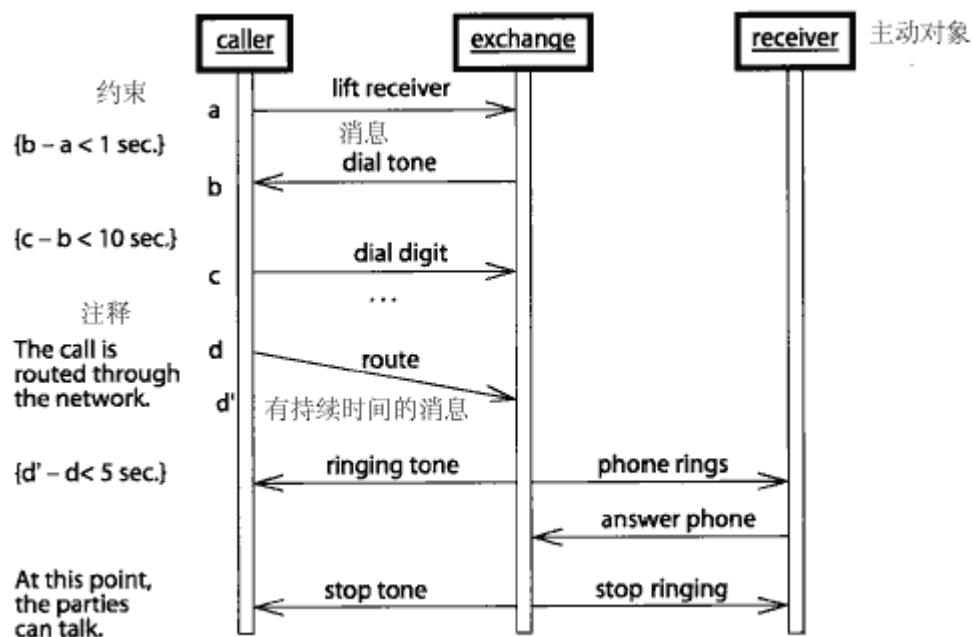 caller
exchange
receiver
主动对象
约束
a
lift receiver
{b – a < 1 sec.}
消息
dial tone
b
{c – b < 10 sec.}
dial digit
c
...
注释
The call is
routed through
the network.
d
route
d'
有持续时间的消息
{d' – d< 5 sec.}
ringing tone
phone rings
answer phone
At this point,
the parties
can talk.
stop tone
stop ringing